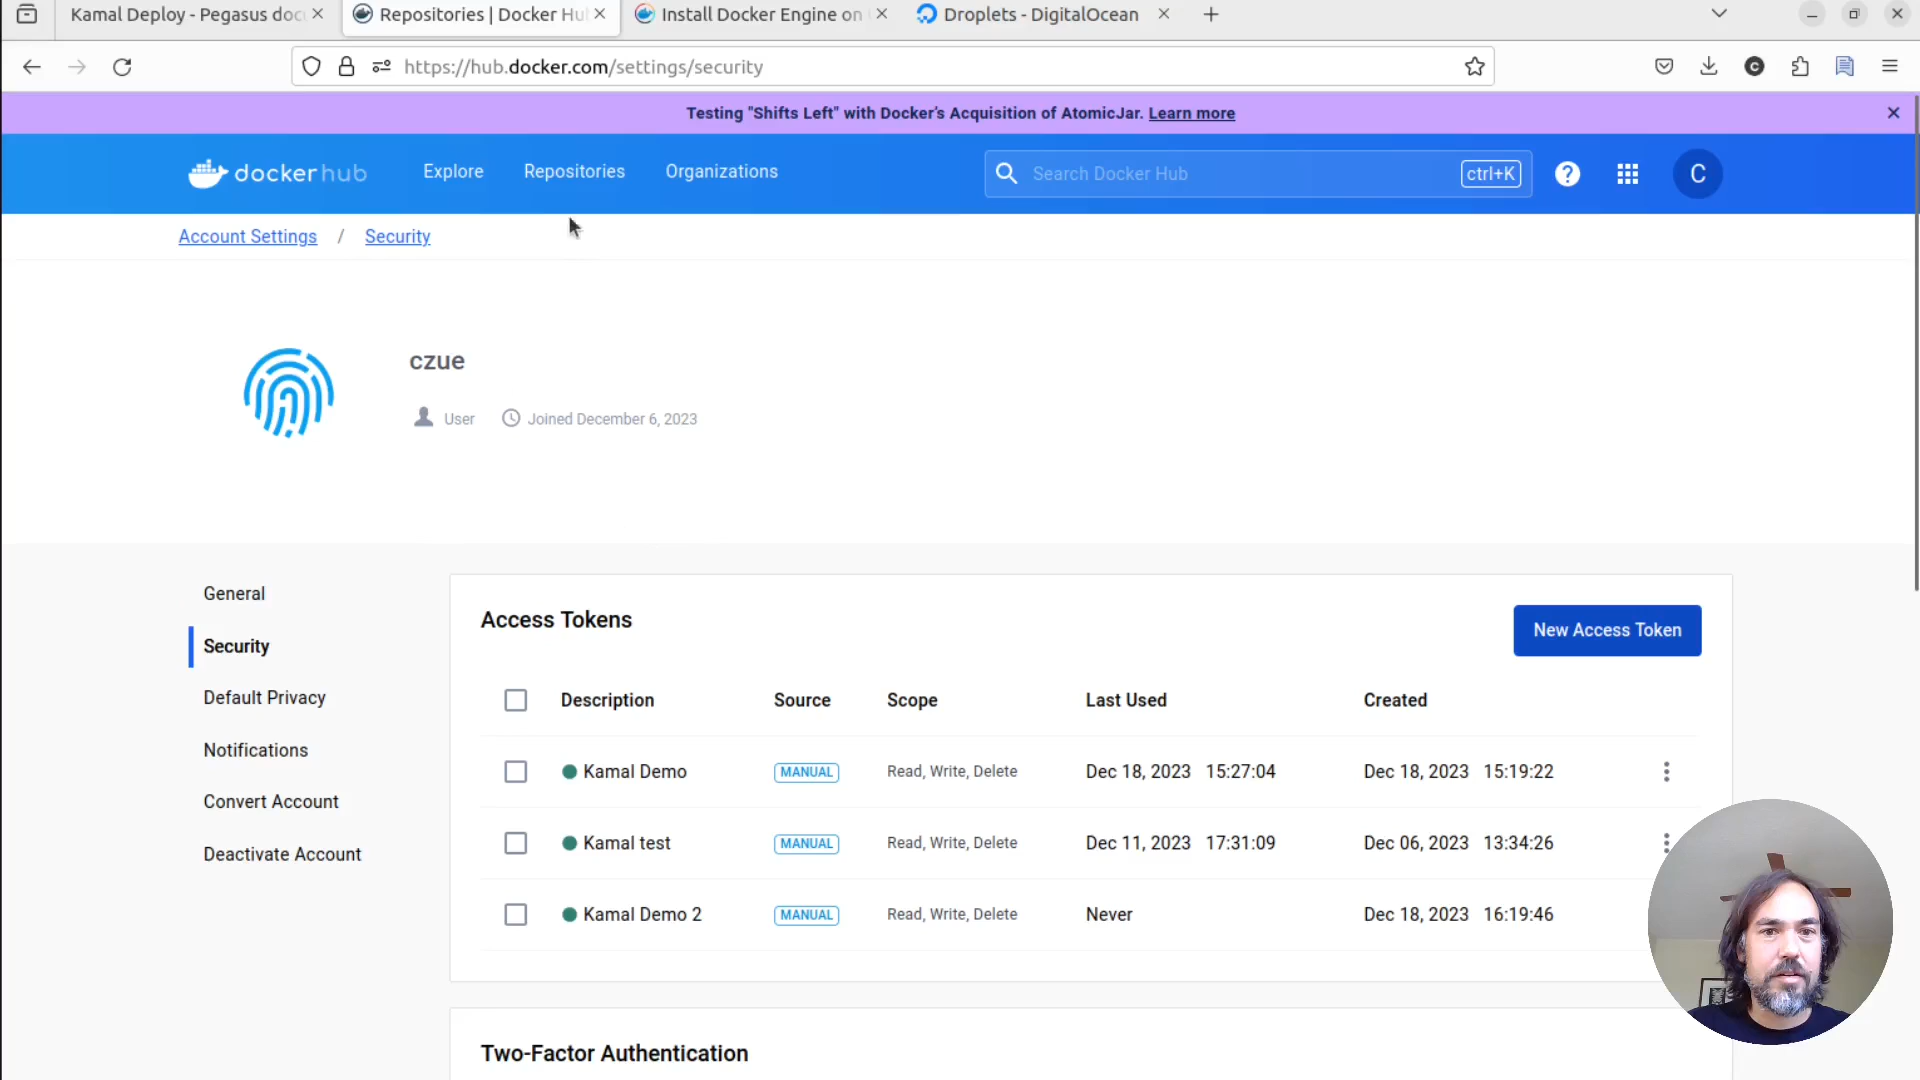 Kamal Deploy - Pegasus doc
Repositories | Docker Hu
Install Docker Engine on
Droplets - DigitalOcean
https://hub.docker.com/settings/security
Testing "Shifts Left" with Docker's Acquisition of AtomicJar. Learn more
dockerhub
Explore
Repositories
Organizations
Search Docker Hub
ctrl+K
?
C
Account Settings / Security
czue
User
Joined December 6, 2023
General
Security
Default Privacy
Notifications
Convert Account
Deactivate Account
Access Tokens
New Access Token
Description Source Scope Last Used Created
Kamal Demo MANUAL Read, Write, Delete Dec 18, 2023 15:27:04 Dec 18, 2023 15:19:22
Kamal test MANUAL Read, Write, Delete Dec 11, 2023 17:31:09 Dec 06, 2023 13:34:26
Kamal Demo 2 MANUAL Read, Write, Delete Never Dec 18, 2023 16:19:46
Two-Factor Authentication